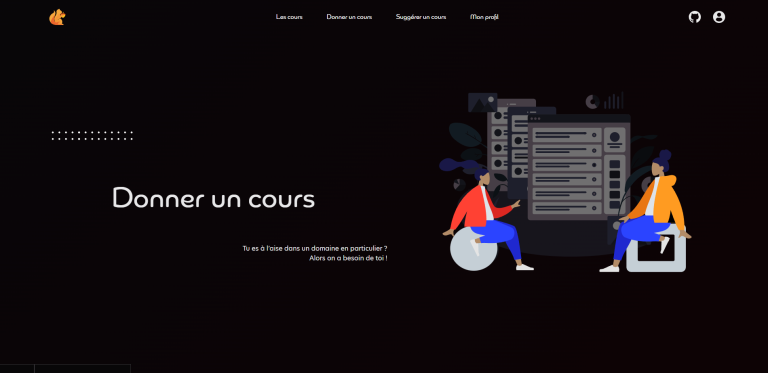 Les cours
Donner un cours
Suggérer un cours
Mon profil
Donner un cours
Tu es à l'aise dans un domaine en particulier ?
Alors on a besoin de toi !